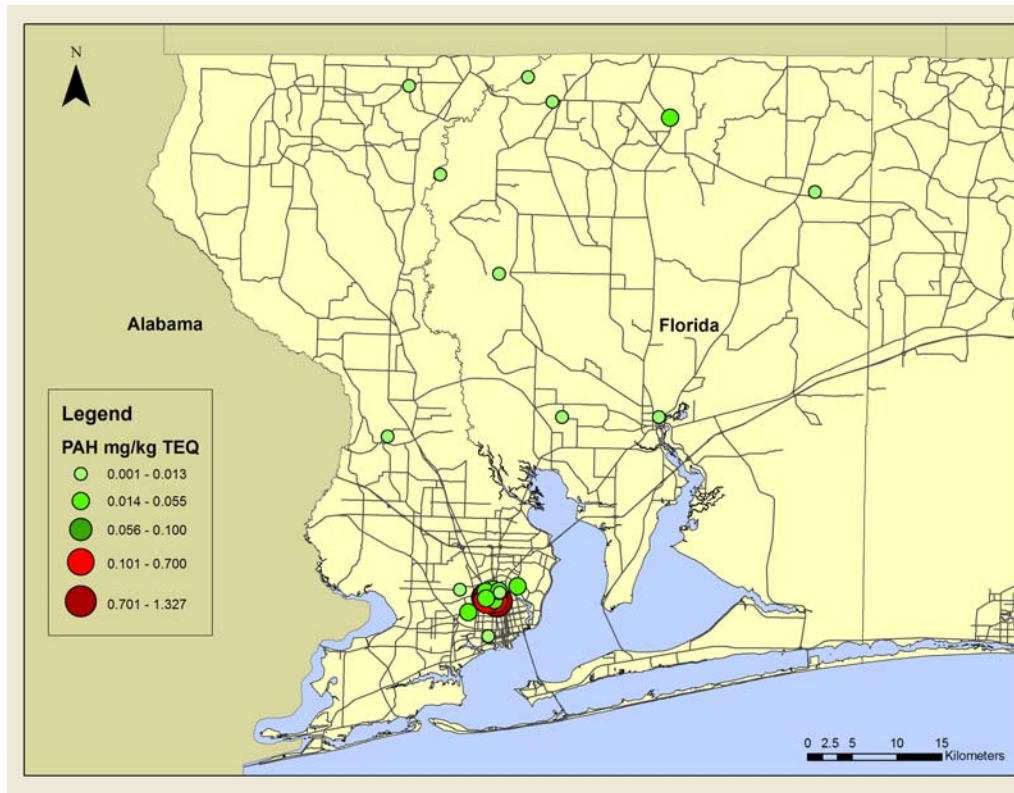 N
Alabama
Florida
Legend
PAH mg/kg TEQ
0.001 - 0.013
0.014 - 0.055
0.056 - 0.100
0.101 - 0.700
0.701 - 1.327
0 2.5 5 10 15
Kilometers